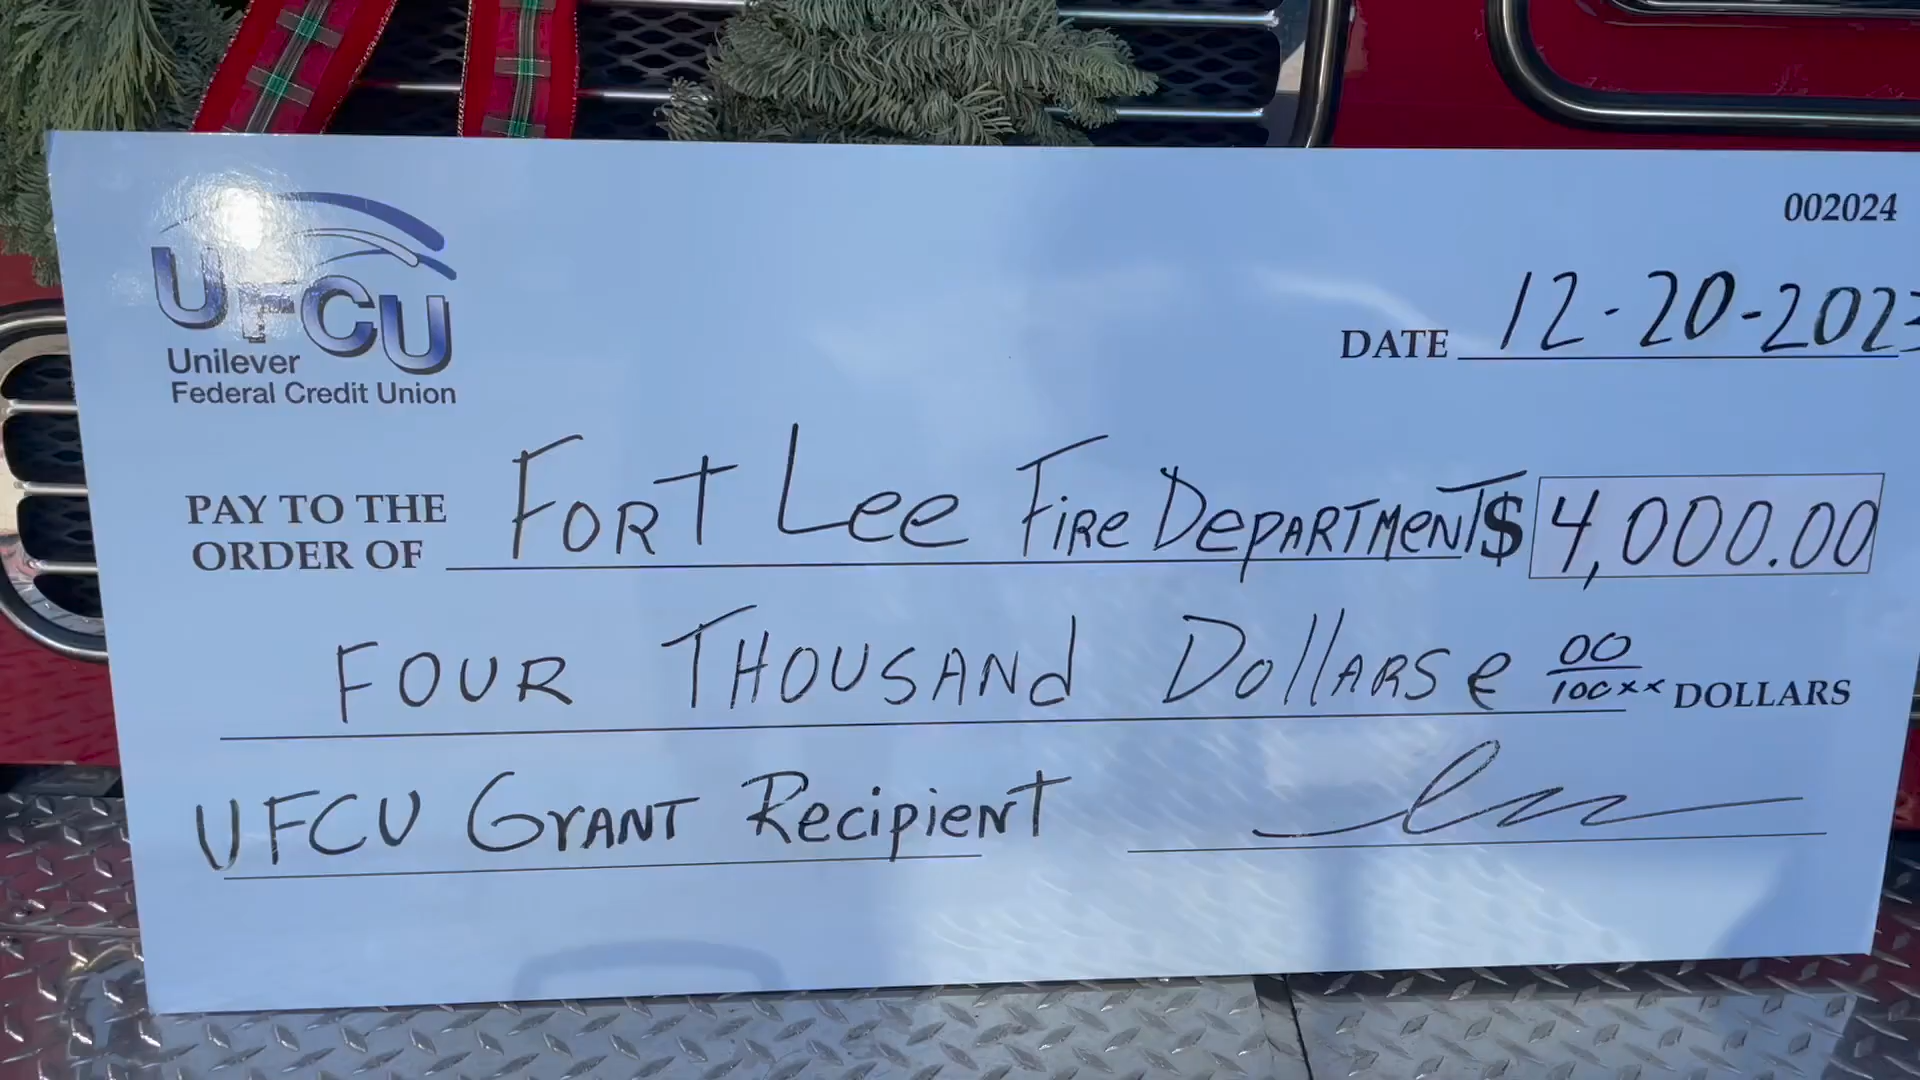 002024
UFCU
Unilever
Federal Credit Union
DATE 12-20-2023
PAY TO THE
ORDER OF FORT Lee FiRe DePARTMeNT $ 4,000.00
FOUR THOUSANd DollARS e 00/100xx DOLLARS
UFCU GrANT Recipient